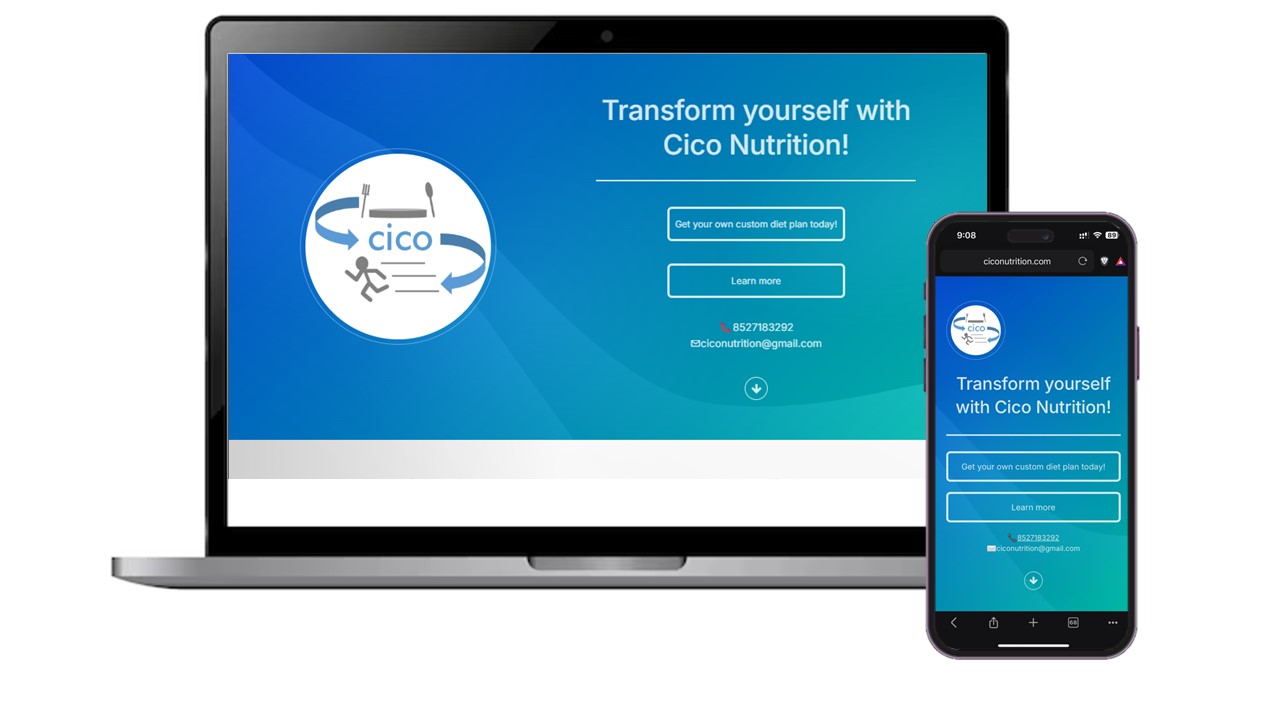 Transform yourself with
Cico Nutrition!
cico
Get your own custom diet plan today!
Learn more
📞8527183292
✉ciconutrition@gmail.com
9:08
89
ciconutrition.com
cico
Transform yourself
with Cico Nutrition!
Get your own custom diet plan today!
Learn more
📞8527183292
✉ciconutrition@gmail.com
68